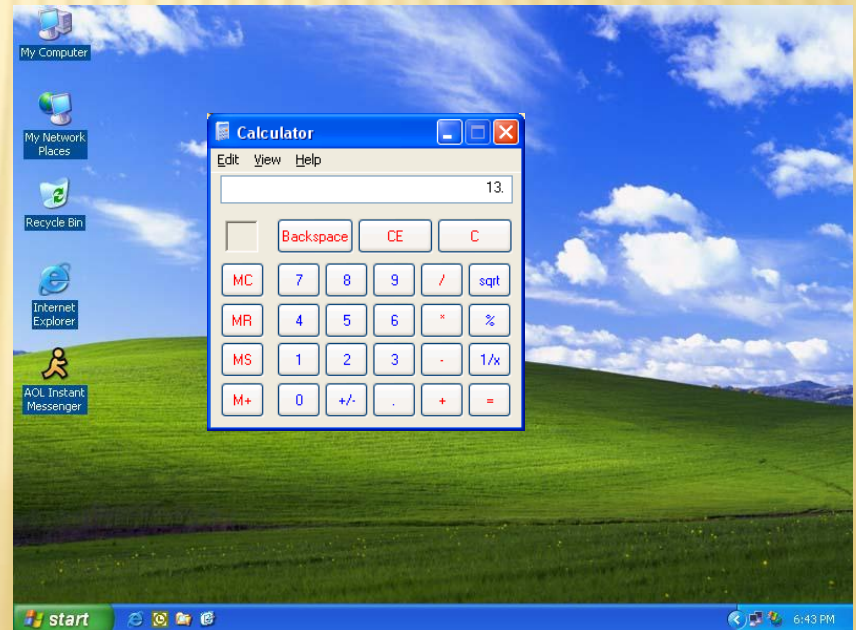 My Computer
My Network
Places
Recycle Bin
Internet
Explorer
AOL Instant
Messenger
Calculator
Edit View Help
13.
Backspace CE C
MC 7 8 9 / sqrt
MR 4 5 6 * %
MS 1 2 3 - 1/x
M+ 0 +/- . + =
start
6:43 PM